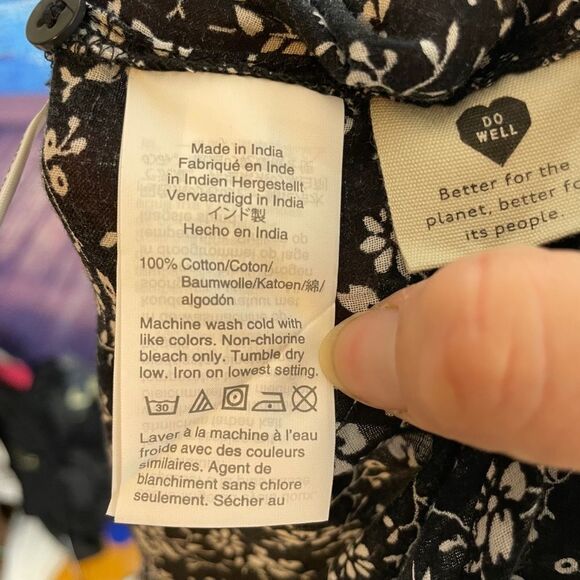 Made in India
Fabriqué en Inde
in Indien Hergestellt
Vervaardigd in India
インド製
Hecho en India
100% Cotton/Coton/
Baumwolle/Katoen/綿/
algodón
Machine wash cold with
like colors. Non-chlorine
bleach only. Tumble dry
low. Iron on lowest setting.
30
Laver à la machine à l'eau
froide avec des couleurs
similaires. Agent de
blanchiment sans chlore
seulement. Sécher au
DO
WELL
Better for the
planet, better fo
its people.